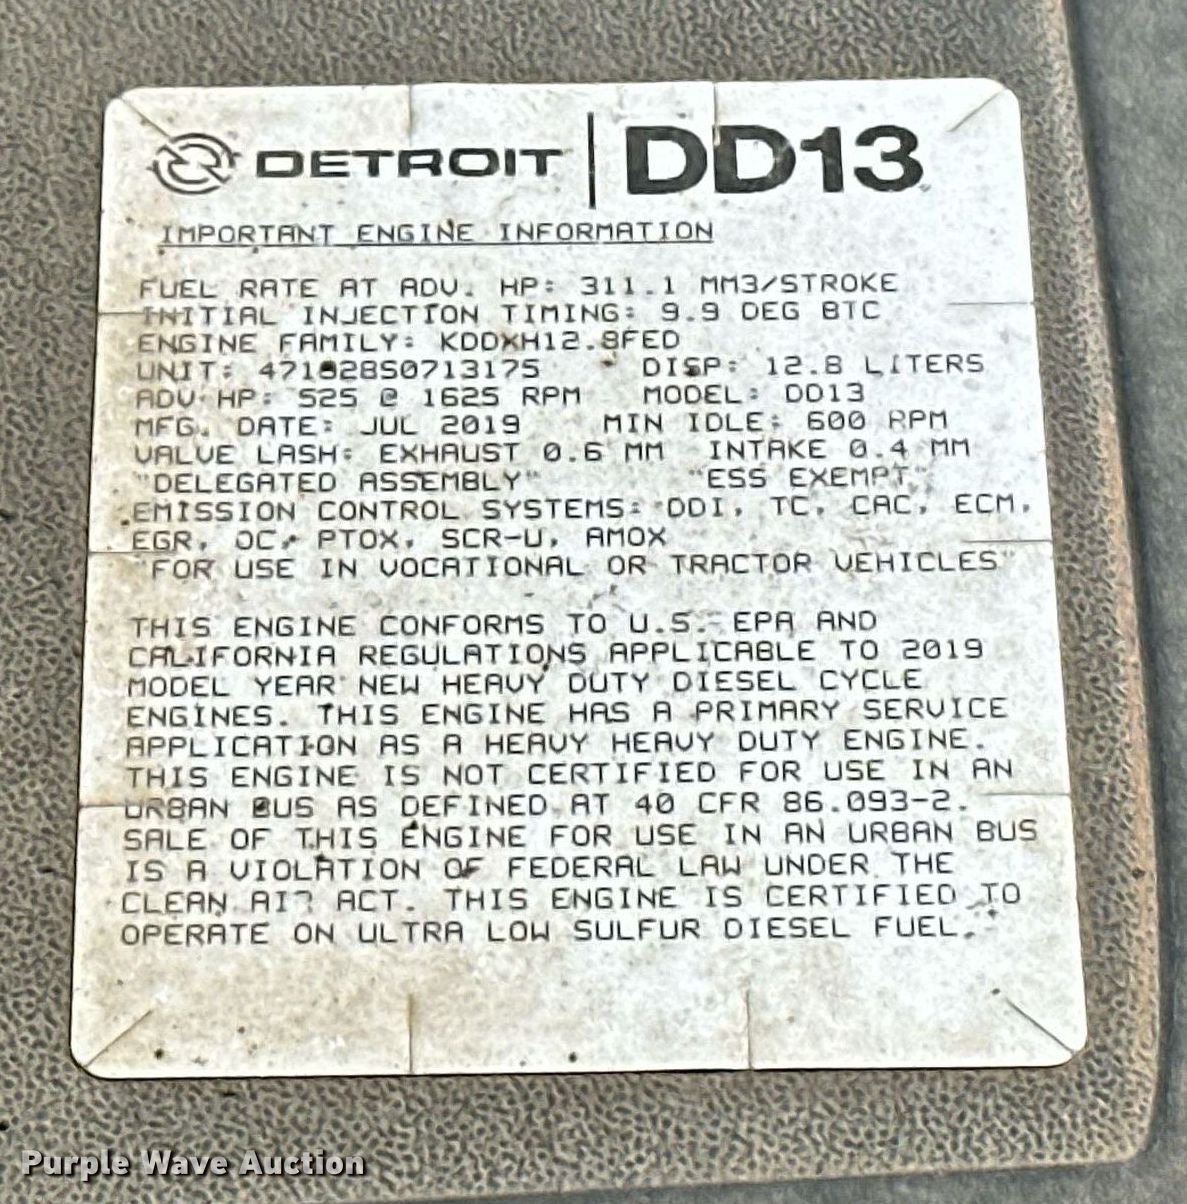 DETROIT | DD13
IMPORTANT ENGINE INFORMATION
FUEL RATE AT ADV. HP: 311.1 MM3/STROKE
INITIAL INJECTION TIMING: 9.9 DEG BTC
ENGINE FAMILY: KDDXH12.8FED
UNIT: 471928S0713175 DISP: 12.8 LITERS
ADV HP: 525 @ 1625 RPM MODEL: DD13
MFG. DATE: JUL 2019 MIN IDLE: 600 RPM
VALVE LASH: EXHAUST 0.6 MM INTAKE 0.4 MM
"DELEGATED ASSEMBLY" "ESS EXEMPT"
EMISSION CONTROL SYSTEMS: DDI, TC, CAC, ECM,
EGR, OC, PTOX, SCR-U, AMOX
"FOR USE IN VOCATIONAL OR TRACTOR VEHICLES"
THIS ENGINE CONFORMS TO U.S. EPA AND
CALIFORNIA REGULATIONS APPLICABLE TO 2019
MODEL YEAR NEW HEAVY DUTY DIESEL CYCLE
ENGINES. THIS ENGINE HAS A PRIMARY SERVICE
APPLICATION AS A HEAVY HEAVY DUTY ENGINE.
THIS ENGINE IS NOT CERTIFIED FOR USE IN AN
URBAN BUS AS DEFINED AT 40 CFR 86.093-2.
SALE OF THIS ENGINE FOR USE IN AN URBAN BUS
IS A VIOLATION OF FEDERAL LAW UNDER THE
CLEAN AIR ACT. THIS ENGINE IS CERTIFIED TO
OPERATE ON ULTRA LOW SULFUR DIESEL FUEL.
Purple Wave Auction